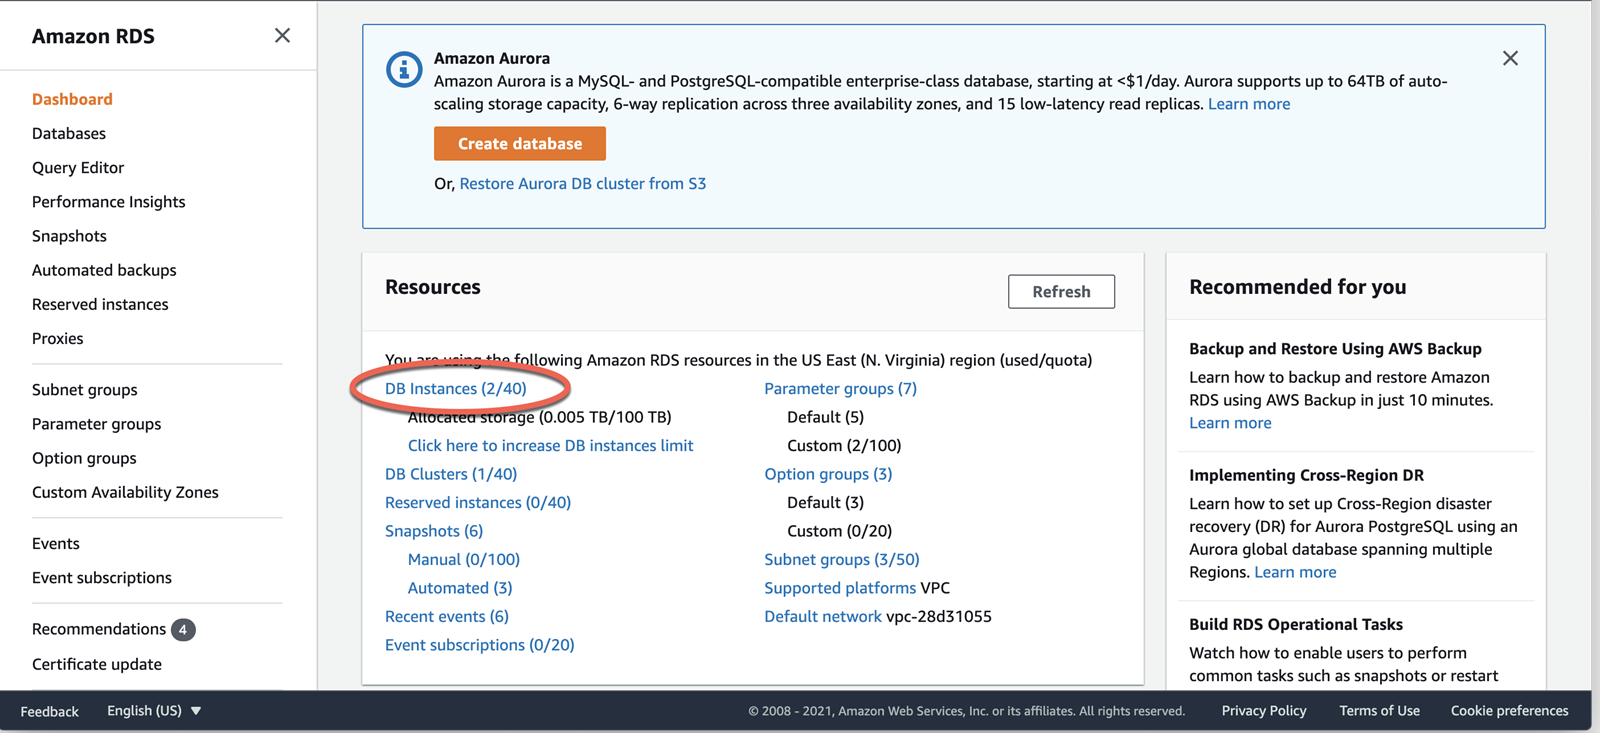 Amazon RDS
Dashboard
Databases
Query Editor
Performance Insights
Snapshots
Automated backups
Reserved instances
Proxies
Subnet groups
Parameter groups
Option groups
Custom Availability Zones
Events
Event subscriptions
Recommendations 4
Certificate update
Amazon Aurora
Amazon Aurora is a MySQL- and PostgreSQL-compatible enterprise-class database, starting at <$1/day. Aurora supports up to 64TB of auto-
scaling storage capacity, 6-way replication across three availability zones, and 15 low-latency read replicas. Learn more
Create database
Or, Restore Aurora DB cluster from S3
Resources
Refresh
You are using the following Amazon RDS resources in the US East (N. Virginia) region (used/quota)
DB Instances (2/40)
Allocated storage (0.005 TB/100 TB)
Click here to increase DB instances limit
DB Clusters (1/40)
Reserved instances (0/40)
Snapshots (6)
Manual (0/100)
Automated (3)
Recent events (6)
Event subscriptions (0/20)
Parameter groups (7)
Default (5)
Custom (2/100)
Option groups (3)
Default (3)
Custom (0/20)
Subnet groups (3/50)
Supported platforms VPC
Default network vpc-28d31055
Recommended for you
Backup and Restore Using AWS Backup
Learn how to backup and restore Amazon
RDS using AWS Backup in just 10 minutes.
Learn more
Implementing Cross-Region DR
Learn how to set up Cross-Region disaster
recovery (DR) for Aurora PostgreSQL using an
Aurora global database spanning multiple
Regions. Learn more
Build RDS Operational Tasks
Watch how to enable users to perform
common tasks such as snapshots or restart
Feedback
English (US)
© 2008 - 2021, Amazon Web Services, Inc. or its affiliates. All rights reserved.
Privacy Policy
Terms of Use
Cookie preferences